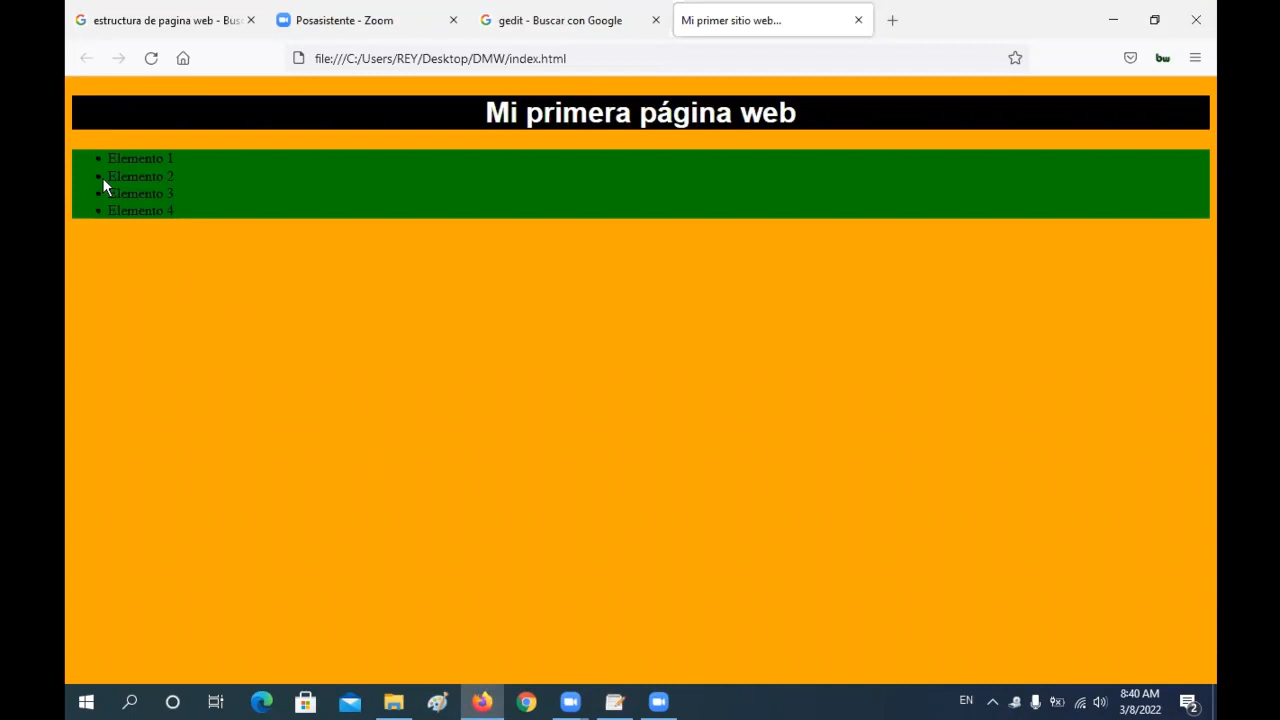 estructura de pagina web - Bus
Posasistente - Zoom
gedit - Buscar con Google
Mi primer sitio web...
file:///C:/Users/REY/Desktop/DMW/index.html
bw
Mi primera página web
• Elemento 1
• Elemento 2
• Elemento 3
• Elemento 4
EN
8:40 AM
3/8/2022
2